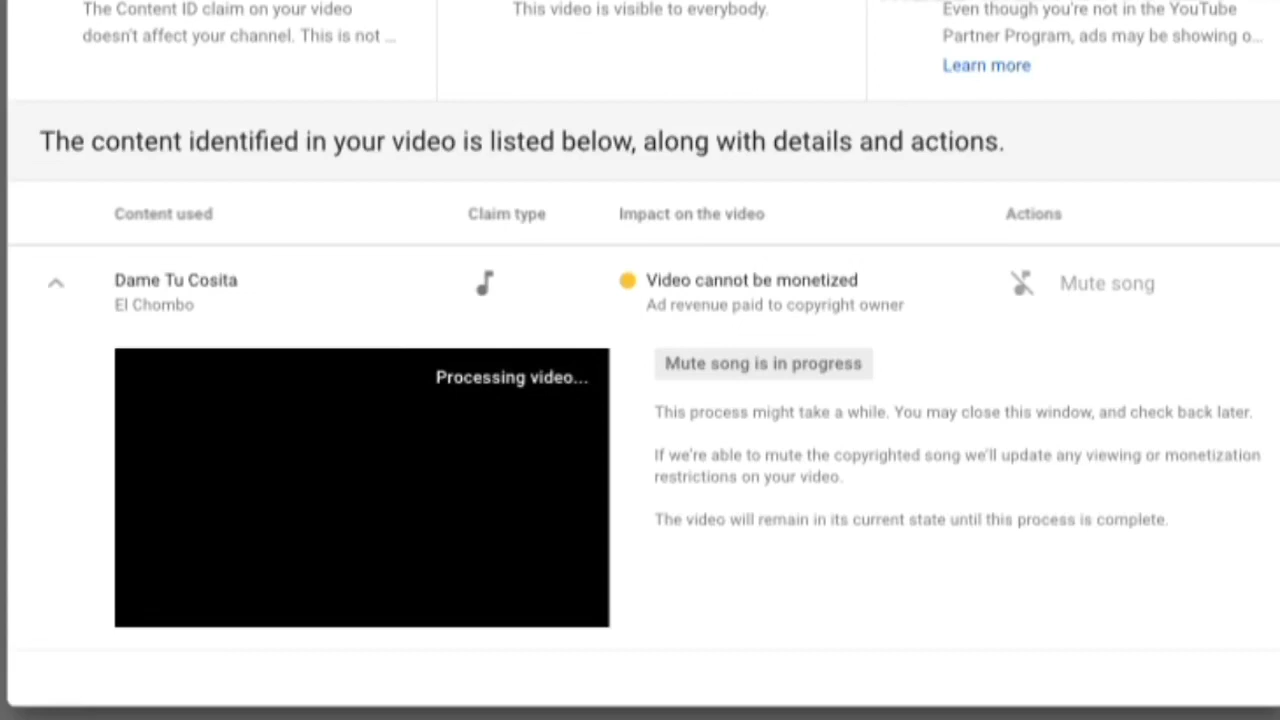 The Content ID claim on your video
doesn't affect your channel. This is not ...
This video is visible to everybody.
Even though you're not in the YouTube
Partner Program, ads may be showing o...
Learn more
The content identified in your video is listed below, along with details and actions.
Content used
Claim type
Impact on the video
Actions
Dame Tu Cosita
El Chombo
Video cannot be monetized
Ad revenue paid to copyright owner
Mute song
Processing video...
Mute song is in progress
This process might take a while. You may close this window, and check back later.
If we're able to mute the copyrighted song we'll update any viewing or monetization
restrictions on your video.
The video will remain in its current state until this process is complete.